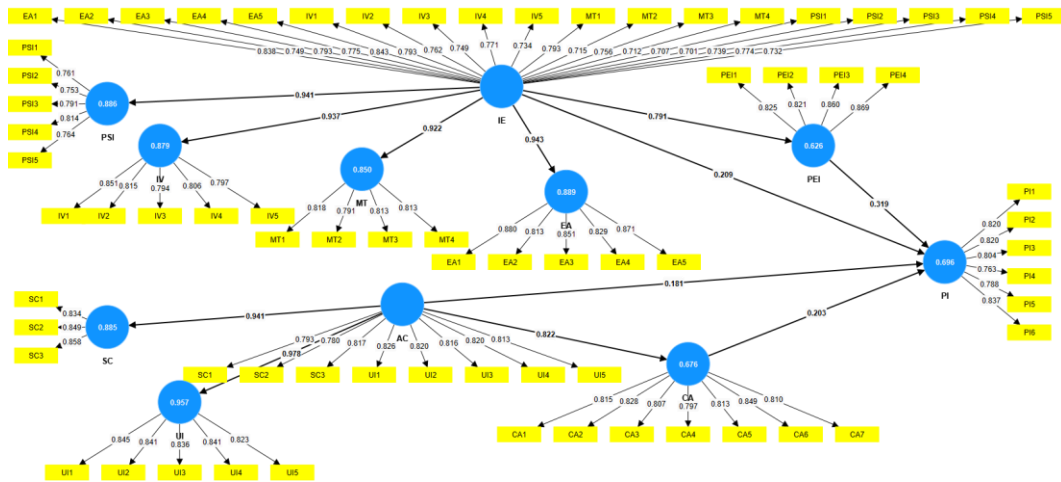 EA1 EA2 EA3 EA4 EA5 IV1 IV2 IV3 IV4 IV5 MT1 MT2 MT3 MT4 PSI1 PSI2 PSI3 PSI4 PSI5
0.838 0.749 0.793 0.775 0.843 0.793 0.762 0.749 0.771 0.734 0.793 0.715 0.756 0.712 0.707 0.701 0.739 0.774 0.732
IE
PSI1
PSI2
PSI3
PSI4
PSI5
0.761
0.753
0.791
0.814
0.764
0.886
PSI
0.941
0.937
0.922
0.943
0.791
0.209
PEI1 PEI2 PEI3 PEI4
0.825 0.821 0.860 0.869
0.626
PEI
0.319
0.879
IV
0.851 0.815 0.794 0.806 0.797
IV1 IV2 IV3 IV4 IV5
0.850
MT
0.818 0.791 0.813 0.813
MT1 MT2 MT3 MT4
0.889
EA
0.880 0.813 0.851 0.829 0.871
EA1 EA2 EA3 EA4 EA5
0.696
PI
0.820
0.820
0.804
0.763
0.788
0.837
PI1
PI2
PI3
PI4
PI5
PI6
0.181
0.203
SC1
SC2
SC3
0.834
0.849
0.858
0.885
SC
0.941
AC
0.978
0.822
0.793 0.780 0.817 0.826 0.820 0.816 0.820 0.813
SC1 SC2 SC3 UI1 UI2 UI3 UI4 UI5
0.957
UI
0.845 0.841 0.836 0.841 0.823
UI1 UI2 UI3 UI4 UI5
0.676
CA
0.815 0.828 0.807 0.797 0.813 0.849 0.810
CA1 CA2 CA3 CA4 CA5 CA6 CA7